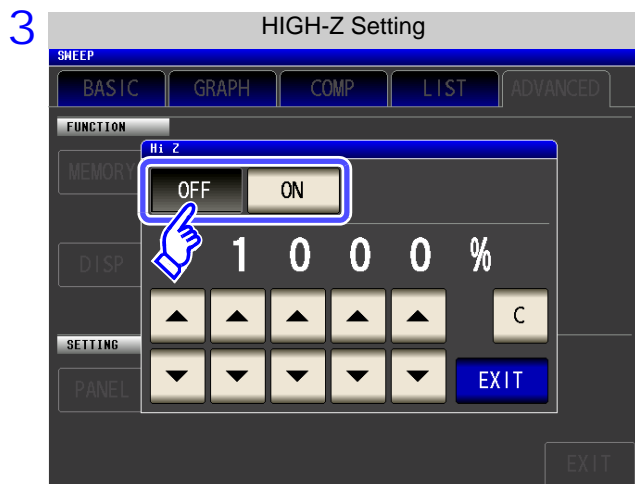 3
HIGH-Z Setting
SWEEP
BASIC GRAPH COMP LIST ADVANCED
FUNCTION
Hi Z
MEMORY
OFF ON
DISP
1 0 0 0 %
C
SETTING
PANEL
EXIT
EXIT